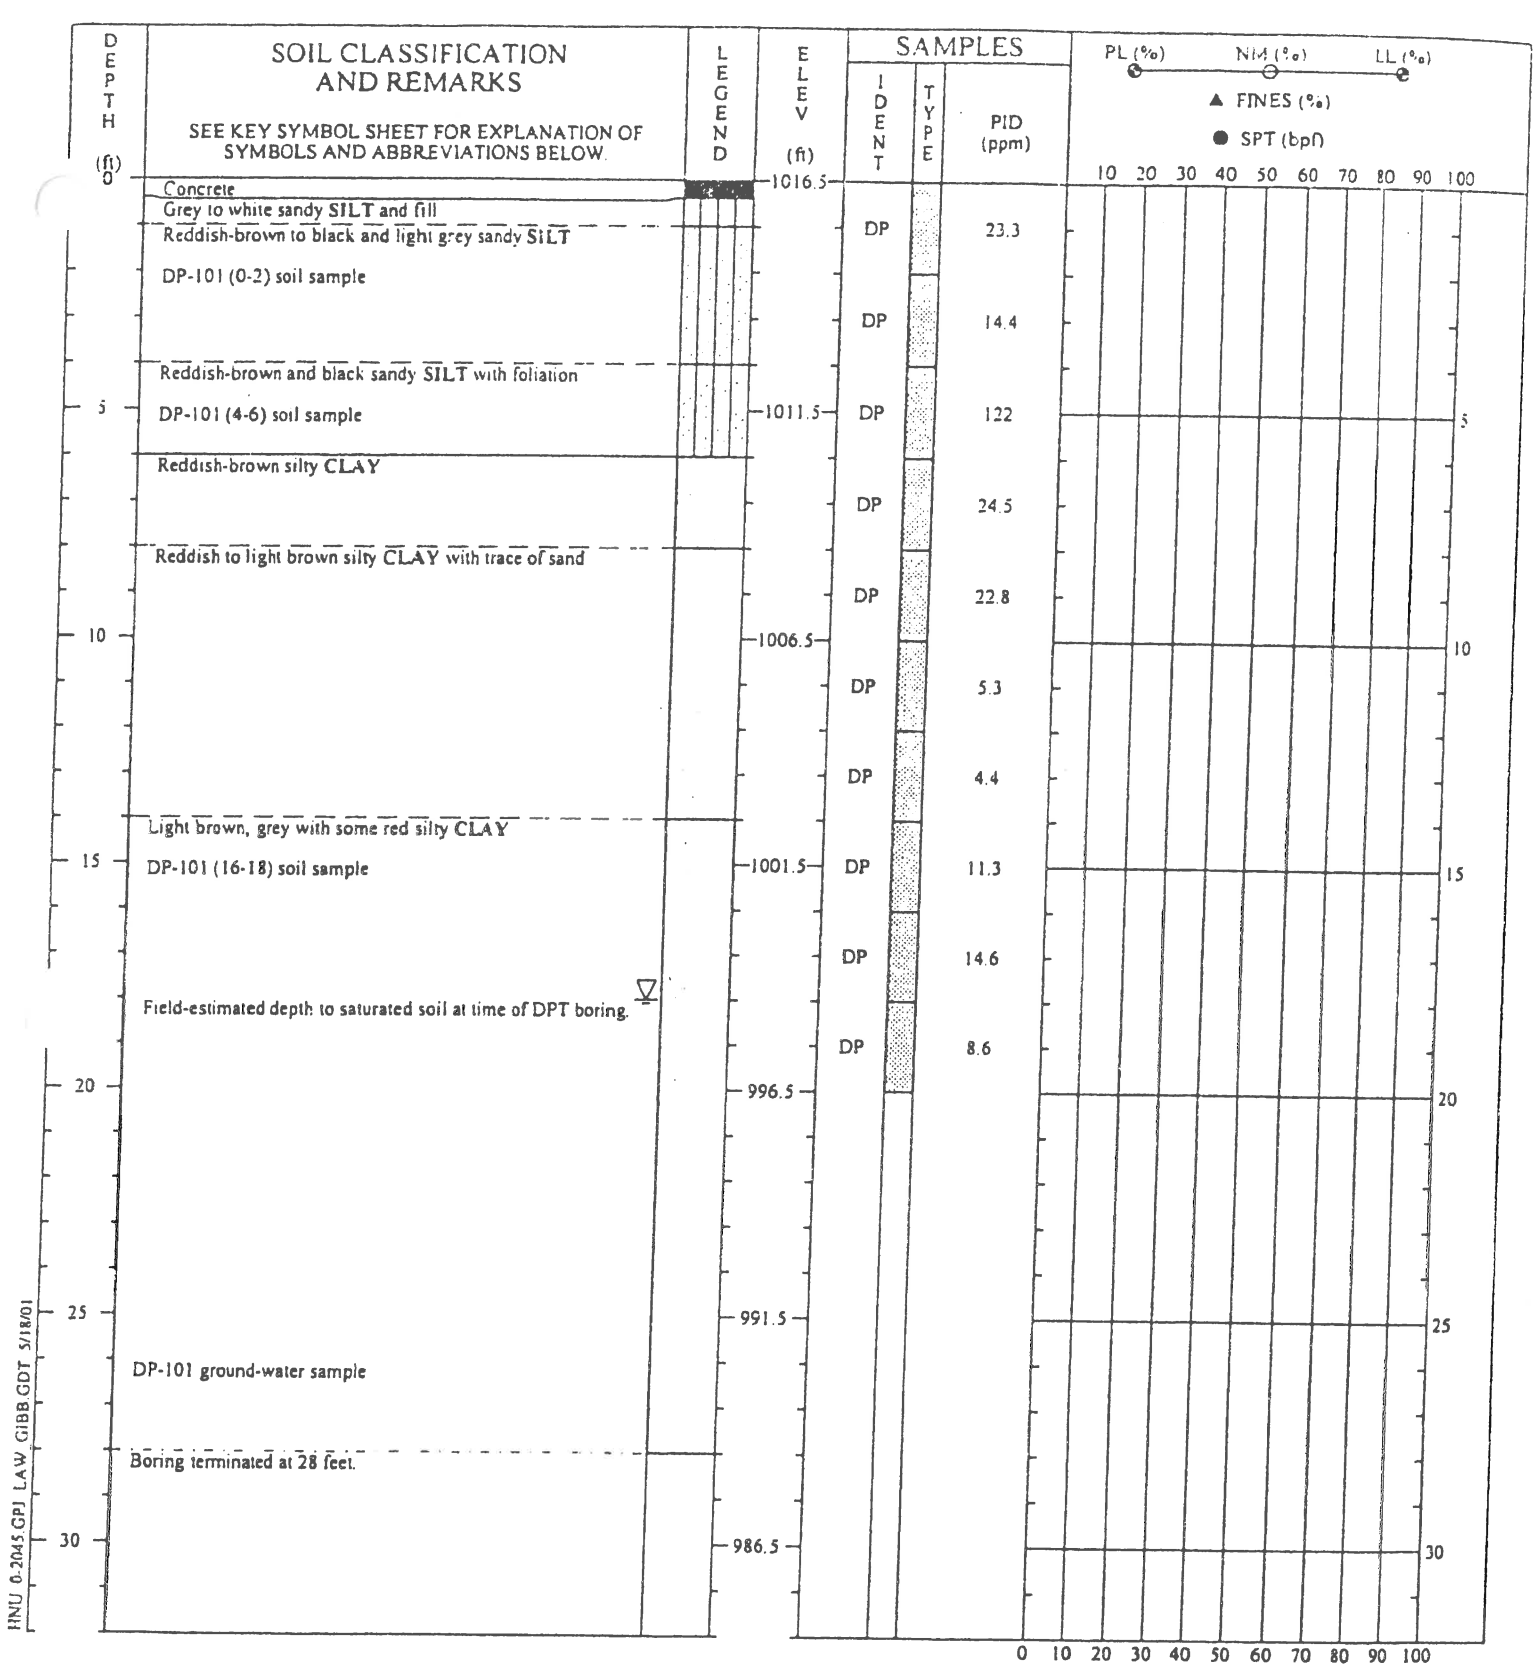 DEPTH
(ft)
SOIL CLASSIFICATION
AND REMARKS
SEE KEY SYMBOL SHEET FOR EXPLANATION OF
SYMBOLS AND ABBREVIATIONS BELOW.
LEGEND
ELEV
(ft)
SAMPLES
IDENT
TYPE
PID
(ppm)
PL (%) NM (%) LL (%)
▲ FINES (%)
● SPT (bpf)
10 20 30 40 50 60 70 80 90 100
0 1016.5
Concrete
Grey to white sandy SILT and fill
Reddish-brown to black and light grey sandy SILT
DP 23.3
DP-101 (0-2) soil sample
DP 14.4
Reddish-brown and black sandy SILT with foliation
5 DP-101 (4-6) soil sample 1011.5 DP 122 5
Reddish-brown silty CLAY
DP 24.5
Reddish to light brown silty CLAY with trace of sand
DP 22.8
10 1006.5 10
DP 5.3
DP 4.4
Light brown, grey with some red silty CLAY
15 DP-101 (16-18) soil sample 1001.5 DP 11.3 15
DP 14.6
Field-estimated depth to saturated soil at time of DPT boring.
DP 8.6
20 996.5 20
25 991.5 25
DP-101 ground-water sample
Boring terminated at 28 feet.
30 986.5 30
0 10 20 30 40 50 60 70 80 90 100
HNU 0-2045.GPJ LAW GIBB.GDT 5/18/01